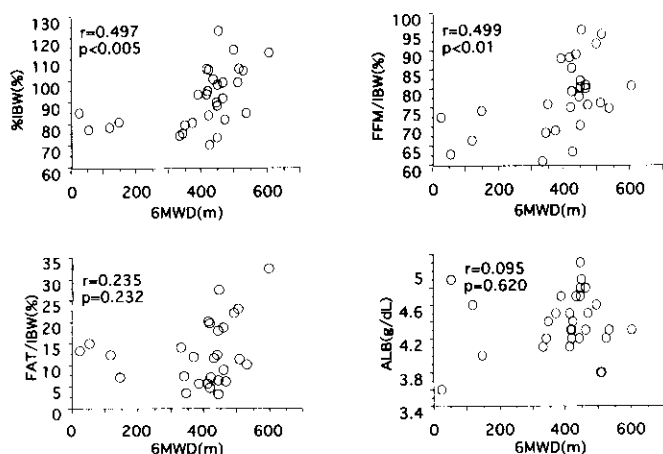 r=0.497
p<0.005
%IBW(%)
130
120
110
100
90
80
70
60
0
200
400
600
6MWD(m)
r=0.499
p<0.01
FFM/IBW(%)
100
95
90
85
80
75
70
65
60
0
200
400
600
6MWD(m)
r=0.235
p=0.232
FAT/IBW(%)
35
30
25
20
15
10
5
0
0
200
400
600
6MWD(m)
r=0.095
p=0.620
ALB(g/dL)
5
4.6
4.2
3.8
3.4
0
200
400
600
6MWD(m)